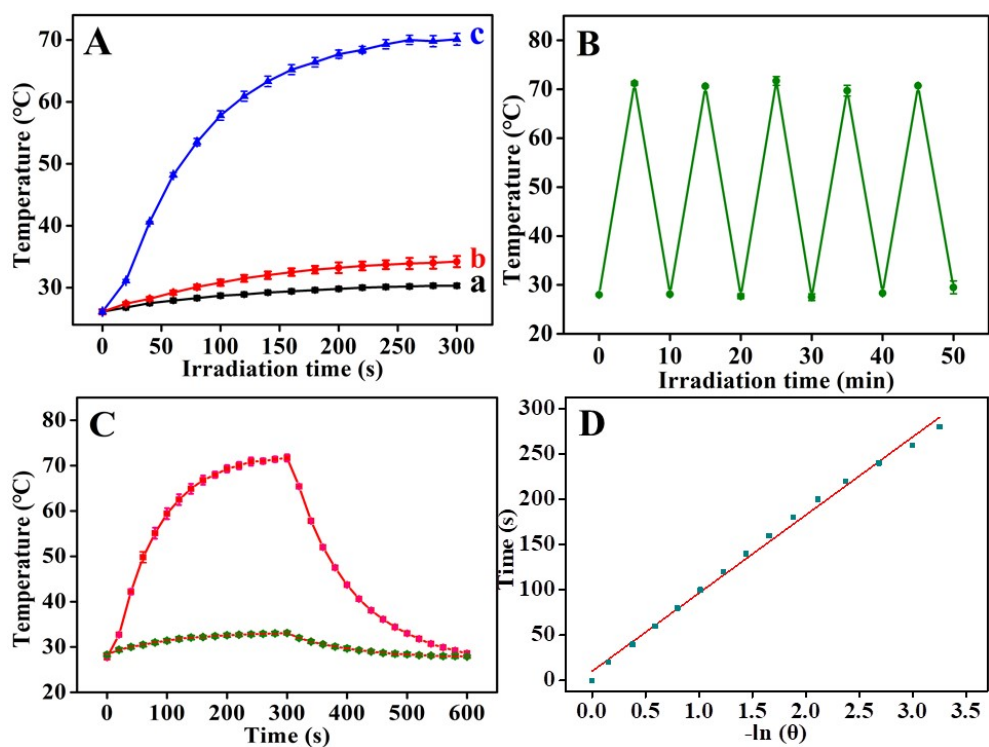 A
c
b
a
Temperature (℃)
70
50
30
0 50 100 150 200 250 300
Irradiation time (s)
B
Temperature (℃)
80
70
60
50
40
30
20
0 10 20 30 40 50
Irradiation time (min)
C
Temperature (℃)
80
70
60
50
40
30
20
0 100 200 300 400 500 600
Time (s)
D
Time (s)
300
250
200
150
100
50
0
0.0 0.5 1.0 1.5 2.0 2.5 3.0 3.5
-ln (θ)